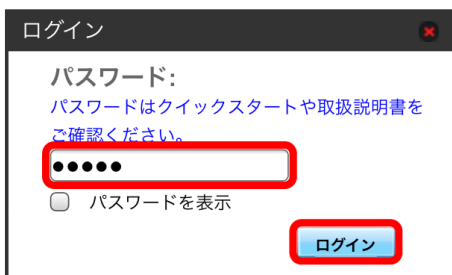 ログイン
パスワード:
パスワードはクイックスタートや取扱説明書を
ご確認ください。
●●●●●
パスワードを表示
ログイン